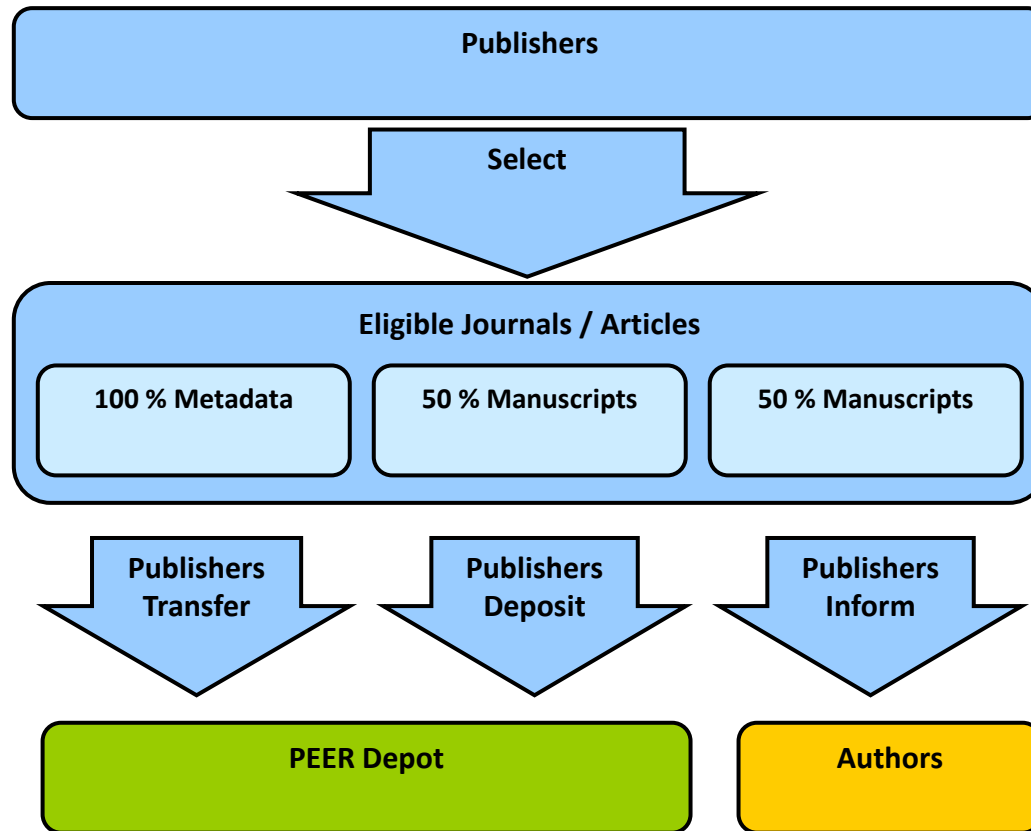 Publishers
Select
Eligible Journals / Articles
100 % Metadata
50 % Manuscripts
50 % Manuscripts
Publishers
Transfer
Publishers
Deposit
Publishers
Inform
PEER Depot
Authors